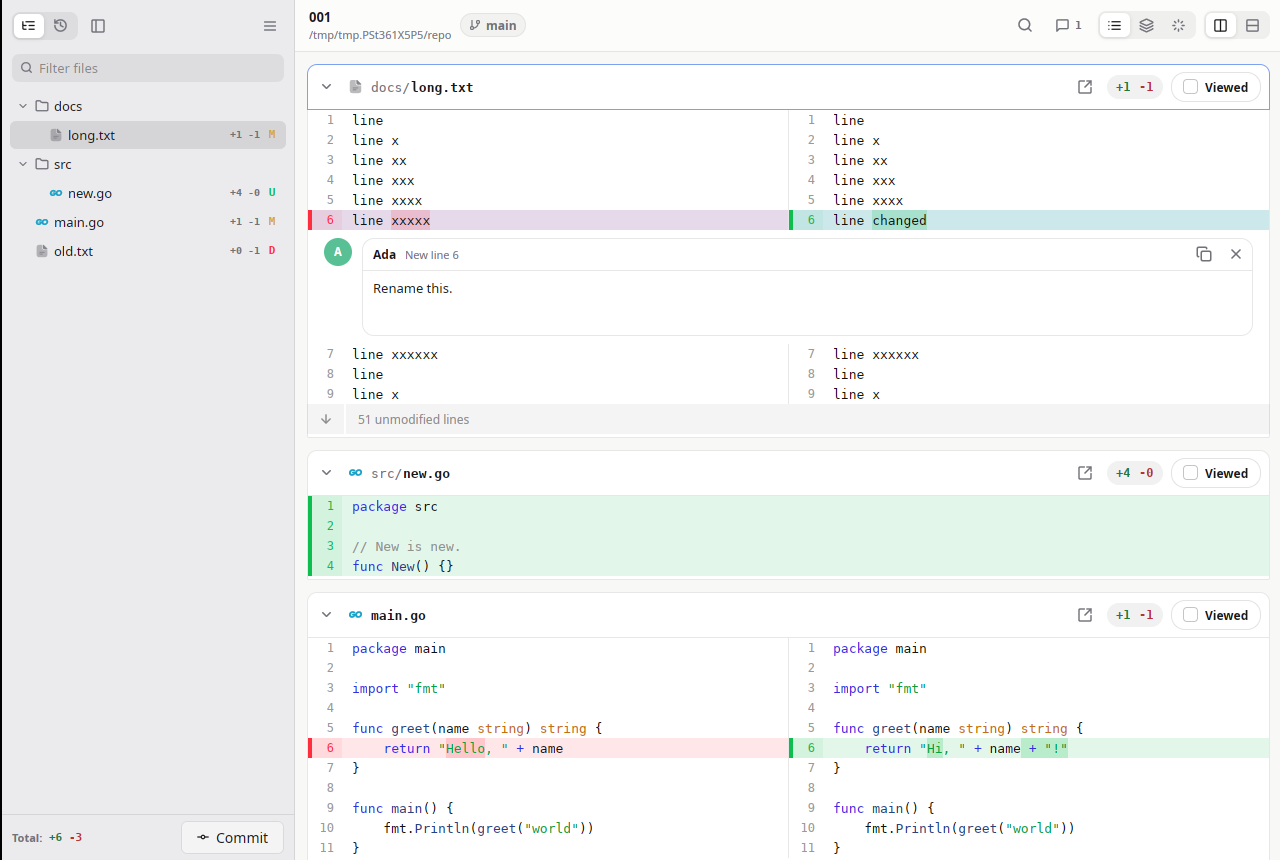 001
/tmp/tmp.PSt361X5P5/repo
main
1
Filter files
docs
long.txt +1 -1 M
src
new.go +4 -0 U
main.go +1 -1 M
old.txt +0 -1 D
Total: +6 -3
Commit
docs/long.txt +1 -1 Viewed
1 line 1 line
2 line x 2 line x
3 line xx 3 line xx
4 line xxx 4 line xxx
5 line xxxx 5 line xxxx
6 line xxxxx 6 line changed
A Ada New line 6
Rename this.
7 line xxxxxx 7 line xxxxxx
8 line 8 line
9 line x 9 line x
51 unmodified lines
src/new.go +4 -0 Viewed
1 package src
2
3 // New is new.
4 func New() {}
main.go +1 -1 Viewed
1 package main 1 package main
2 2
3 import "fmt" 3 import "fmt"
4 4
5 func greet(name string) string { 5 func greet(name string) string {
6 return "Hello, " + name 6 return "Hi, " + name + "!"
7 } 7 }
8 8
9 func main() { 9 func main() {
10 fmt.Println(greet("world")) 10 fmt.Println(greet("world"))
11 } 11 }